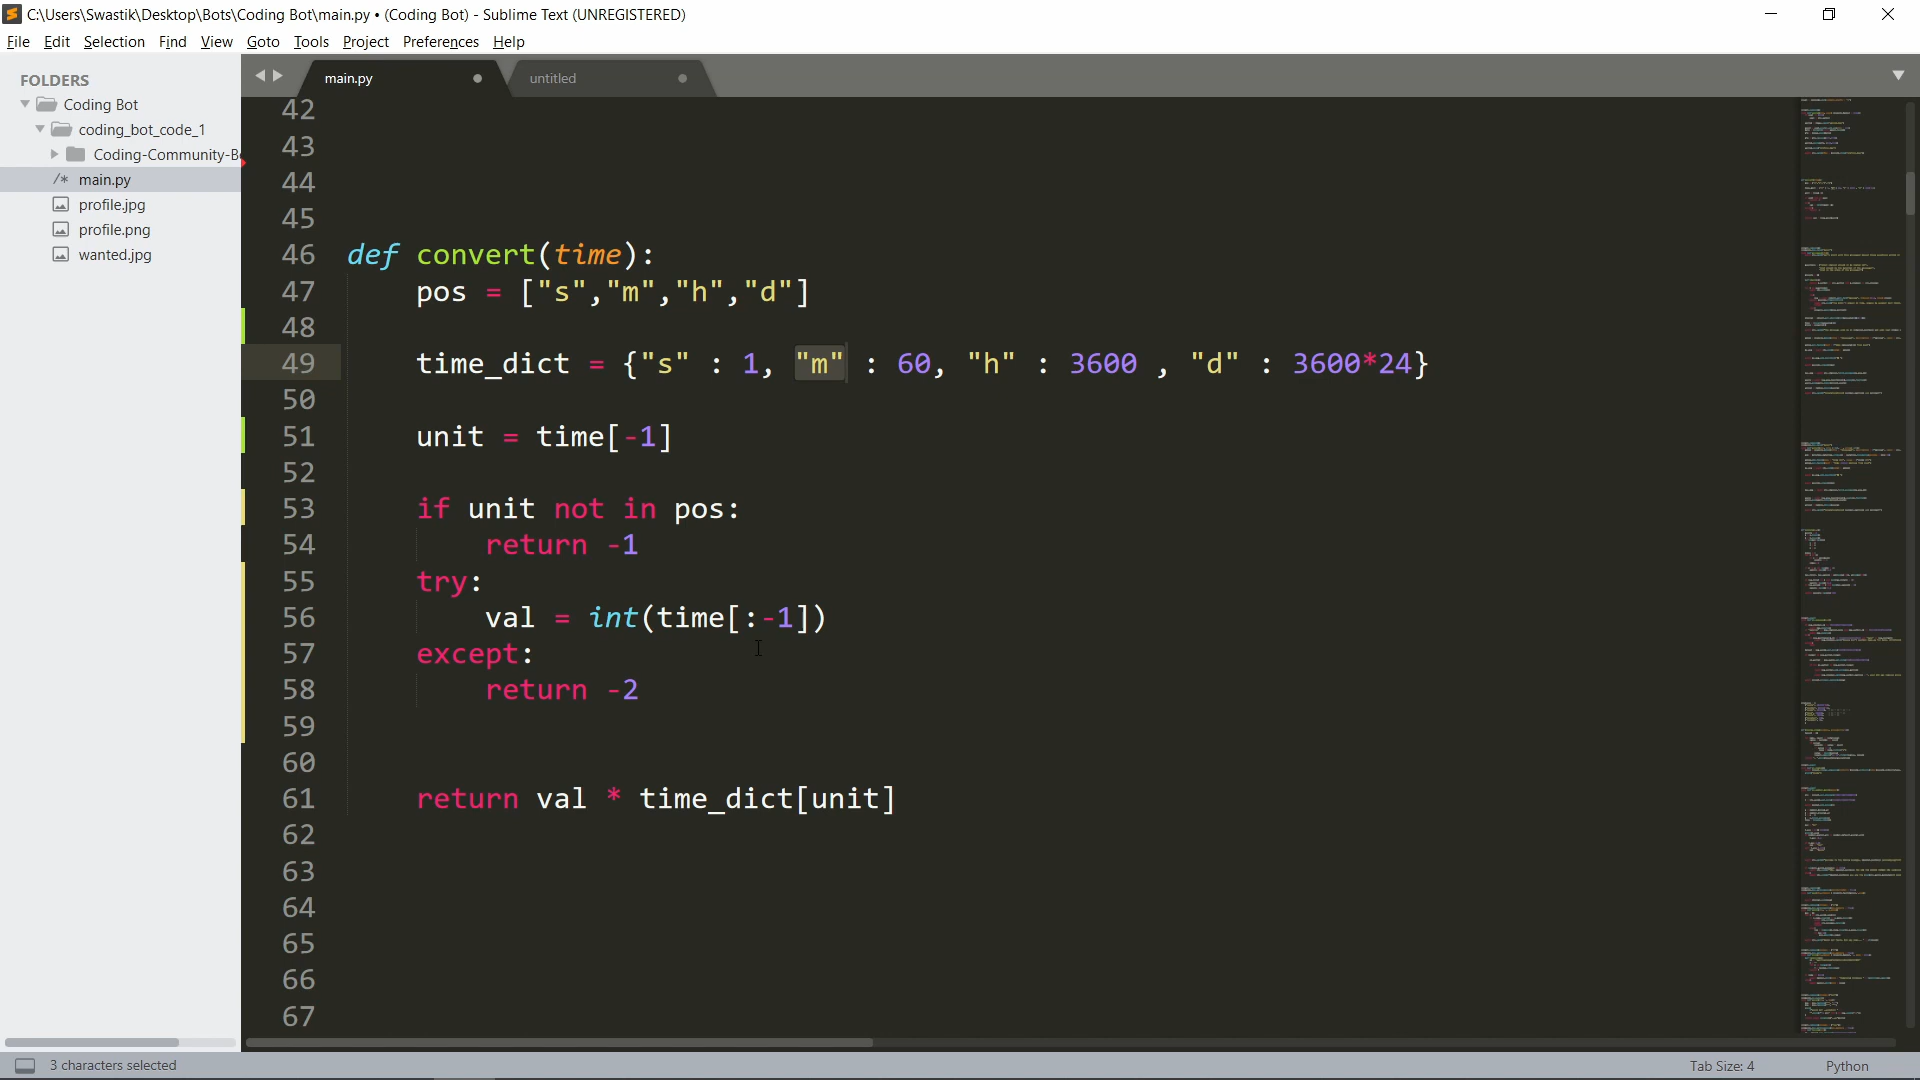 C:\Users\Swastik\Desktop\Bots\Coding Bot\main.py • (Coding Bot) - Sublime Text (UNREGISTERED)
File Edit Selection Find View Goto Tools Project Preferences Help
FOLDERS
Coding Bot
coding_bot_code_1
Coding-Community-B
/* main.py
profile.jpg
profile.png
wanted.jpg
main.py
untitled
42
43
44
45
46 def convert(time):
47 pos = ["s","m","h","d"]
48
49 time_dict = {"s" : 1, "m" : 60, "h" : 3600 , "d" : 3600*24}
50
51 unit = time[-1]
52
53 if unit not in pos:
54 return -1
55 try:
56 val = int(time[:-1])
57 except:
58 return -2
59
60
61 return val * time_dict[unit]
62
63
64
65
66
67
3 characters selected
Tab Size: 4
Python